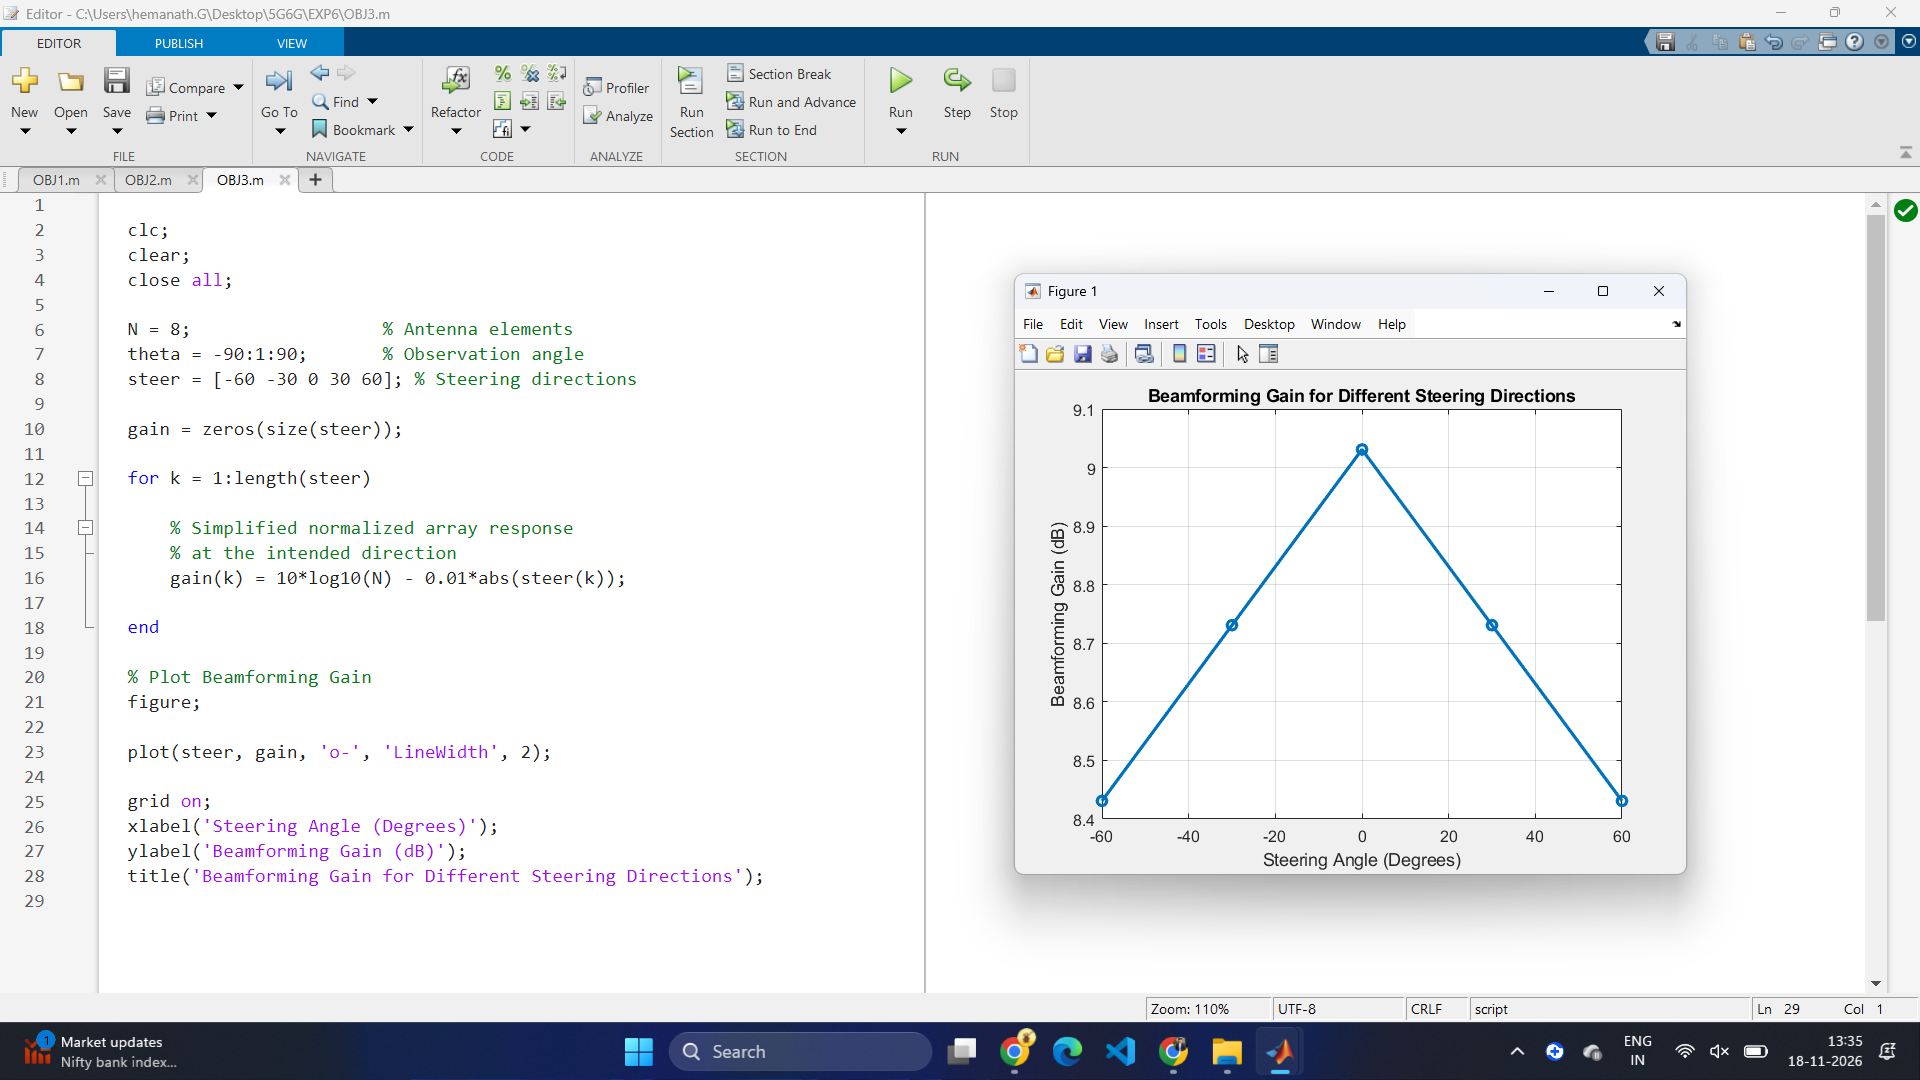 Editor - C:\Users\hemanath.G\Desktop\5G6G\EXP6\OBJ3.m
EDITOR PUBLISH VIEW
New Open Save Compare Print
FILE
Go To Find Bookmark
NAVIGATE
Refactor
CODE
Profiler Analyze
ANALYZE
Run Section Section Break Run and Advance Run to End
SECTION
Run Step Stop
RUN
OBJ1.m OBJ2.m OBJ3.m
1
2 clc;
3 clear;
4 close all;
5
6 N = 8; % Antenna elements
7 theta = -90:1:90; % Observation angle
8 steer = [-60 -30 0 30 60]; % Steering directions
9
10 gain = zeros(size(steer));
11
12 for k = 1:length(steer)
13
14 % Simplified normalized array response
15 % at the intended direction
16 gain(k) = 10*log10(N) - 0.01*abs(steer(k));
17
18 end
19
20 % Plot Beamforming Gain
21 figure;
22
23 plot(steer, gain, 'o-', 'LineWidth', 2);
24
25 grid on;
26 xlabel('Steering Angle (Degrees)');
27 ylabel('Beamforming Gain (dB)');
28 title('Beamforming Gain for Different Steering Directions');
29
Figure 1
File Edit View Insert Tools Desktop Window Help
Beamforming Gain for Different Steering Directions
9.1
9
8.9
8.8
8.7
8.6
8.5
8.4
Beamforming Gain (dB)
-60 -40 -20 0 20 40 60
Steering Angle (Degrees)
Zoom: 110% UTF-8 CRLF script Ln 29 Col 1
1
Market updates
Nifty bank index...
Search
ENG
IN
13:35
18-11-2026